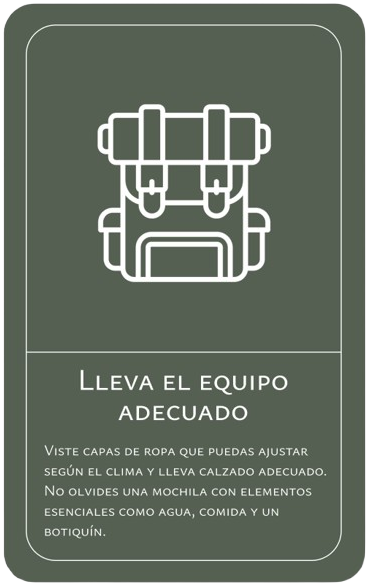 Lleva el equipo
adecuado
Viste capas de ropa que puedas ajustar
según el clima y lleva calzado adecuado.
No olvides una mochila con elementos
esenciales como agua, comida y un
botiquín.